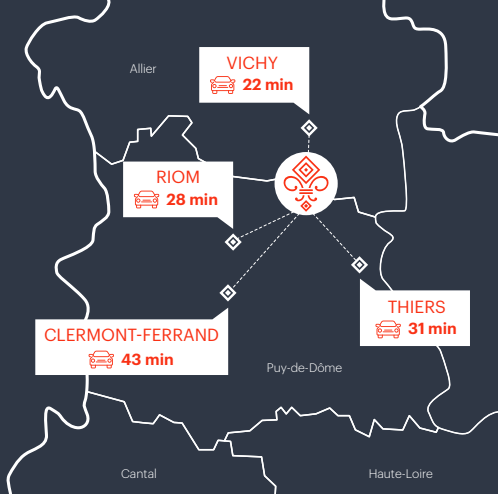 VICHY
22 min
Allier
RIOM
28 min
THIERS
31 min
CLERMONT-FERRAND
43 min
Puy-de-Dôme
Cantal
Haute-Loire